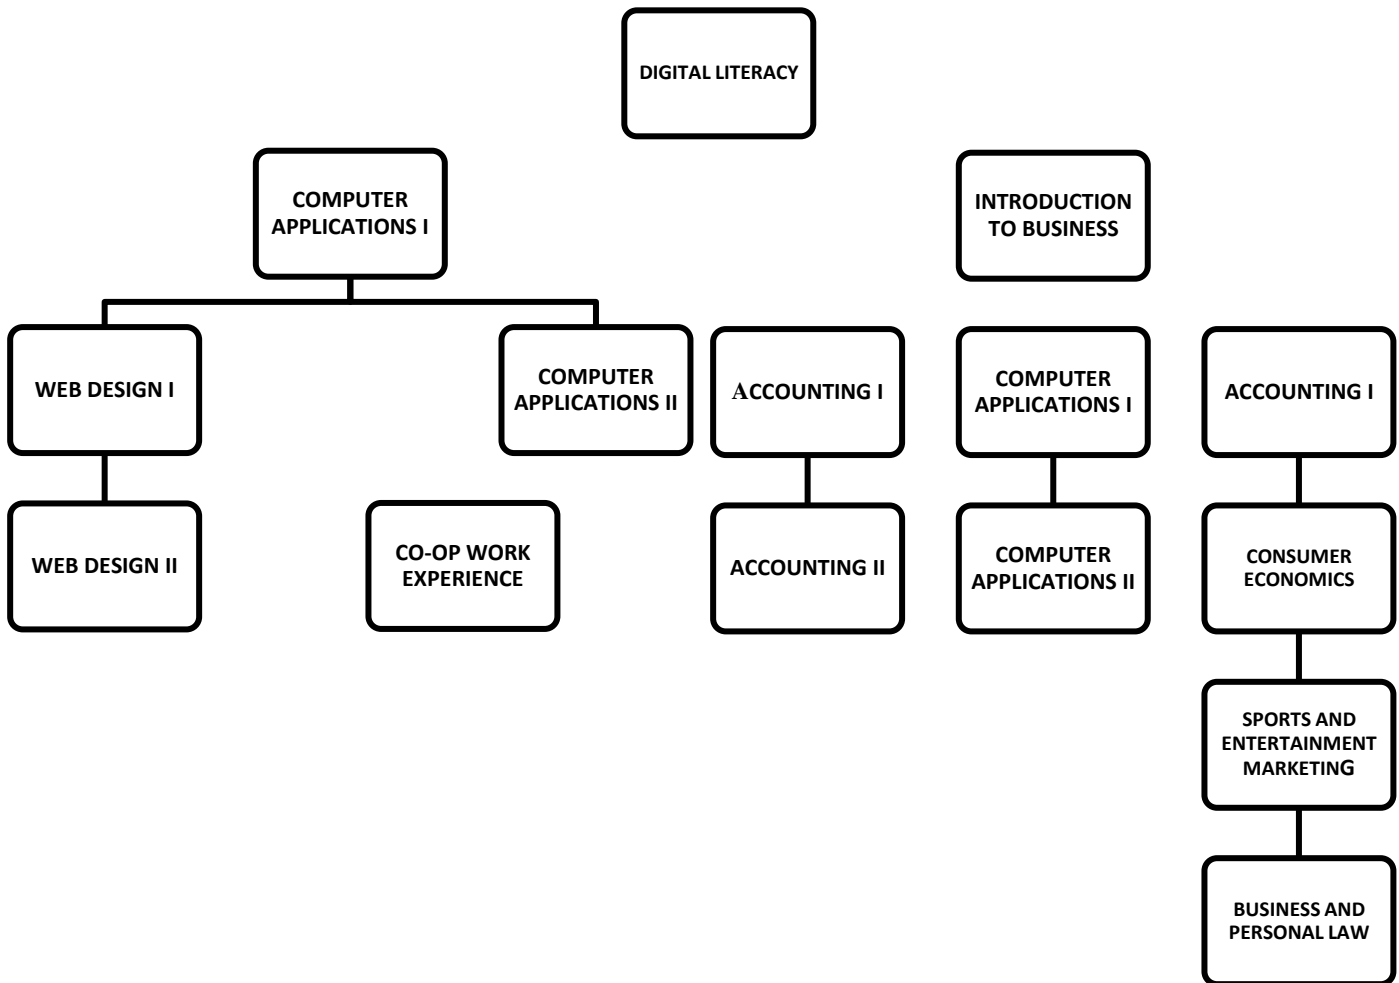 DIGITAL LITERACY
COMPUTER
APPLICATIONS I
INTRODUCTION
TO BUSINESS
WEB DESIGN I
COMPUTER
APPLICATIONS II
ACCOUNTING I
COMPUTER
APPLICATIONS I
ACCOUNTING I
WEB DESIGN II
CO-OP WORK
EXPERIENCE
ACCOUNTING II
COMPUTER
APPLICATIONS II
CONSUMER
ECONOMICS
SPORTS AND
ENTERTAINMENT
MARKETING
BUSINESS AND
PERSONAL LAW